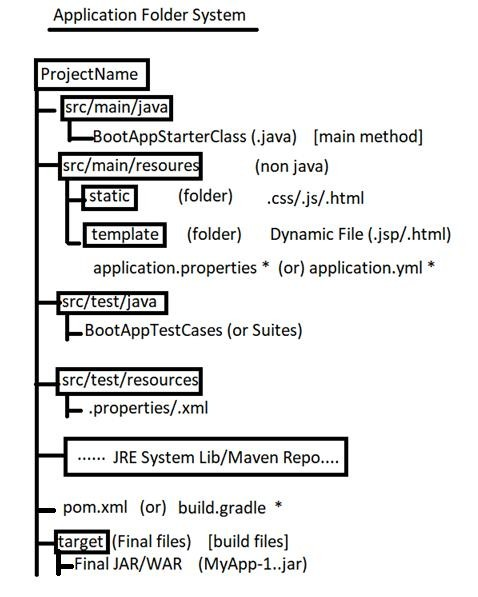 Application Folder System
ProjectName
src/main/java
BootAppStarterClass (.java) [main method]
src/main/resoures (non java)
static (folder) .css/.js/.html
template (folder) Dynamic File (.jsp/.html)
application.properties * (or) application.yml *
src/test/java
BootAppTestCases (or Suites)
src/test/resources
.properties/.xml
...... JRE System Lib/Maven Repo....
pom.xml (or) build.gradle *
target (Final files) [build files]
Final JAR/WAR (MyApp-1..jar)